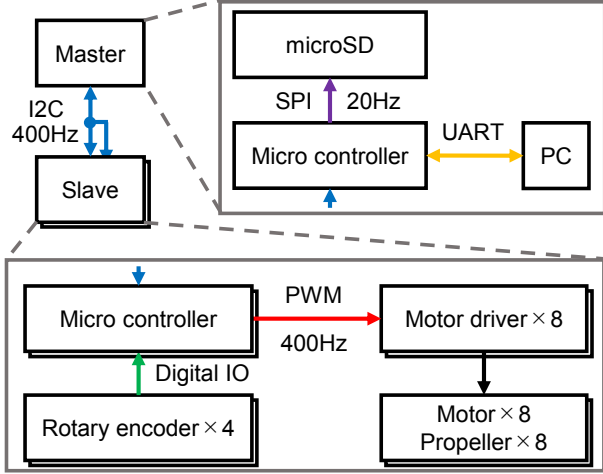 Master
I2C
400Hz
Slave
microSD
SPI 20Hz
Micro controller
UART
PC
Micro controller
PWM
400Hz
Motor driver×8
Digital IO
Rotary encoder×4
Motor×8
Propeller×8